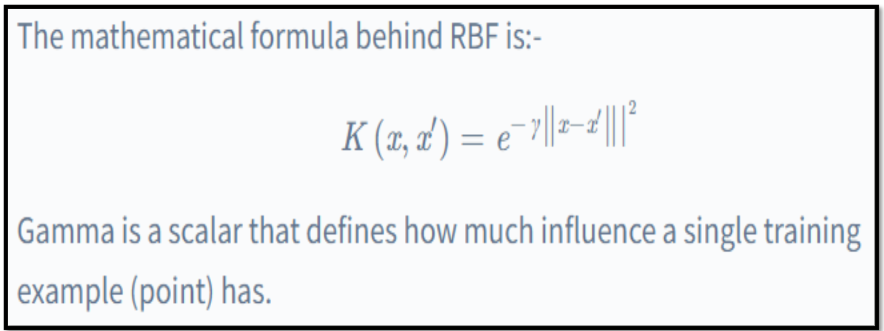 The mathematical formula behind RBF is:-
K (x, x′) = e^{−γ||x−x′|||^2}
Gamma is a scalar that defines how much influence a single training
example (point) has.